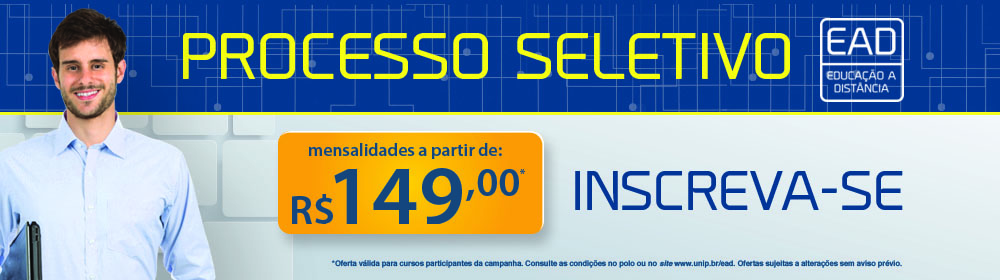 PROCESSO SELETIVO
EAD
EDUCAÇÃO A
DISTÂNCIA
mensalidades a partir de:
R$149,00*
INSCREVA-SE
*Oferta válida para cursos participantes da campanha. Consulte as condições no polo ou no site www.unip.br/ead. Ofertas sujeitas a alterações sem aviso prévio.